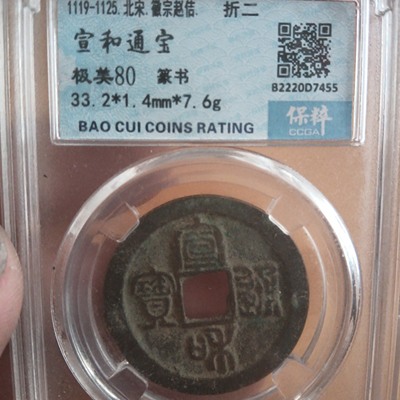 1119-1125.北宋.徽宗赵佶. 折二
宣和通宝
极美80 篆书
33.2*1.4mm*7.6g
BAO CUI COINS RATING
B2220D7455
保粹
CCGA
宣和通寳